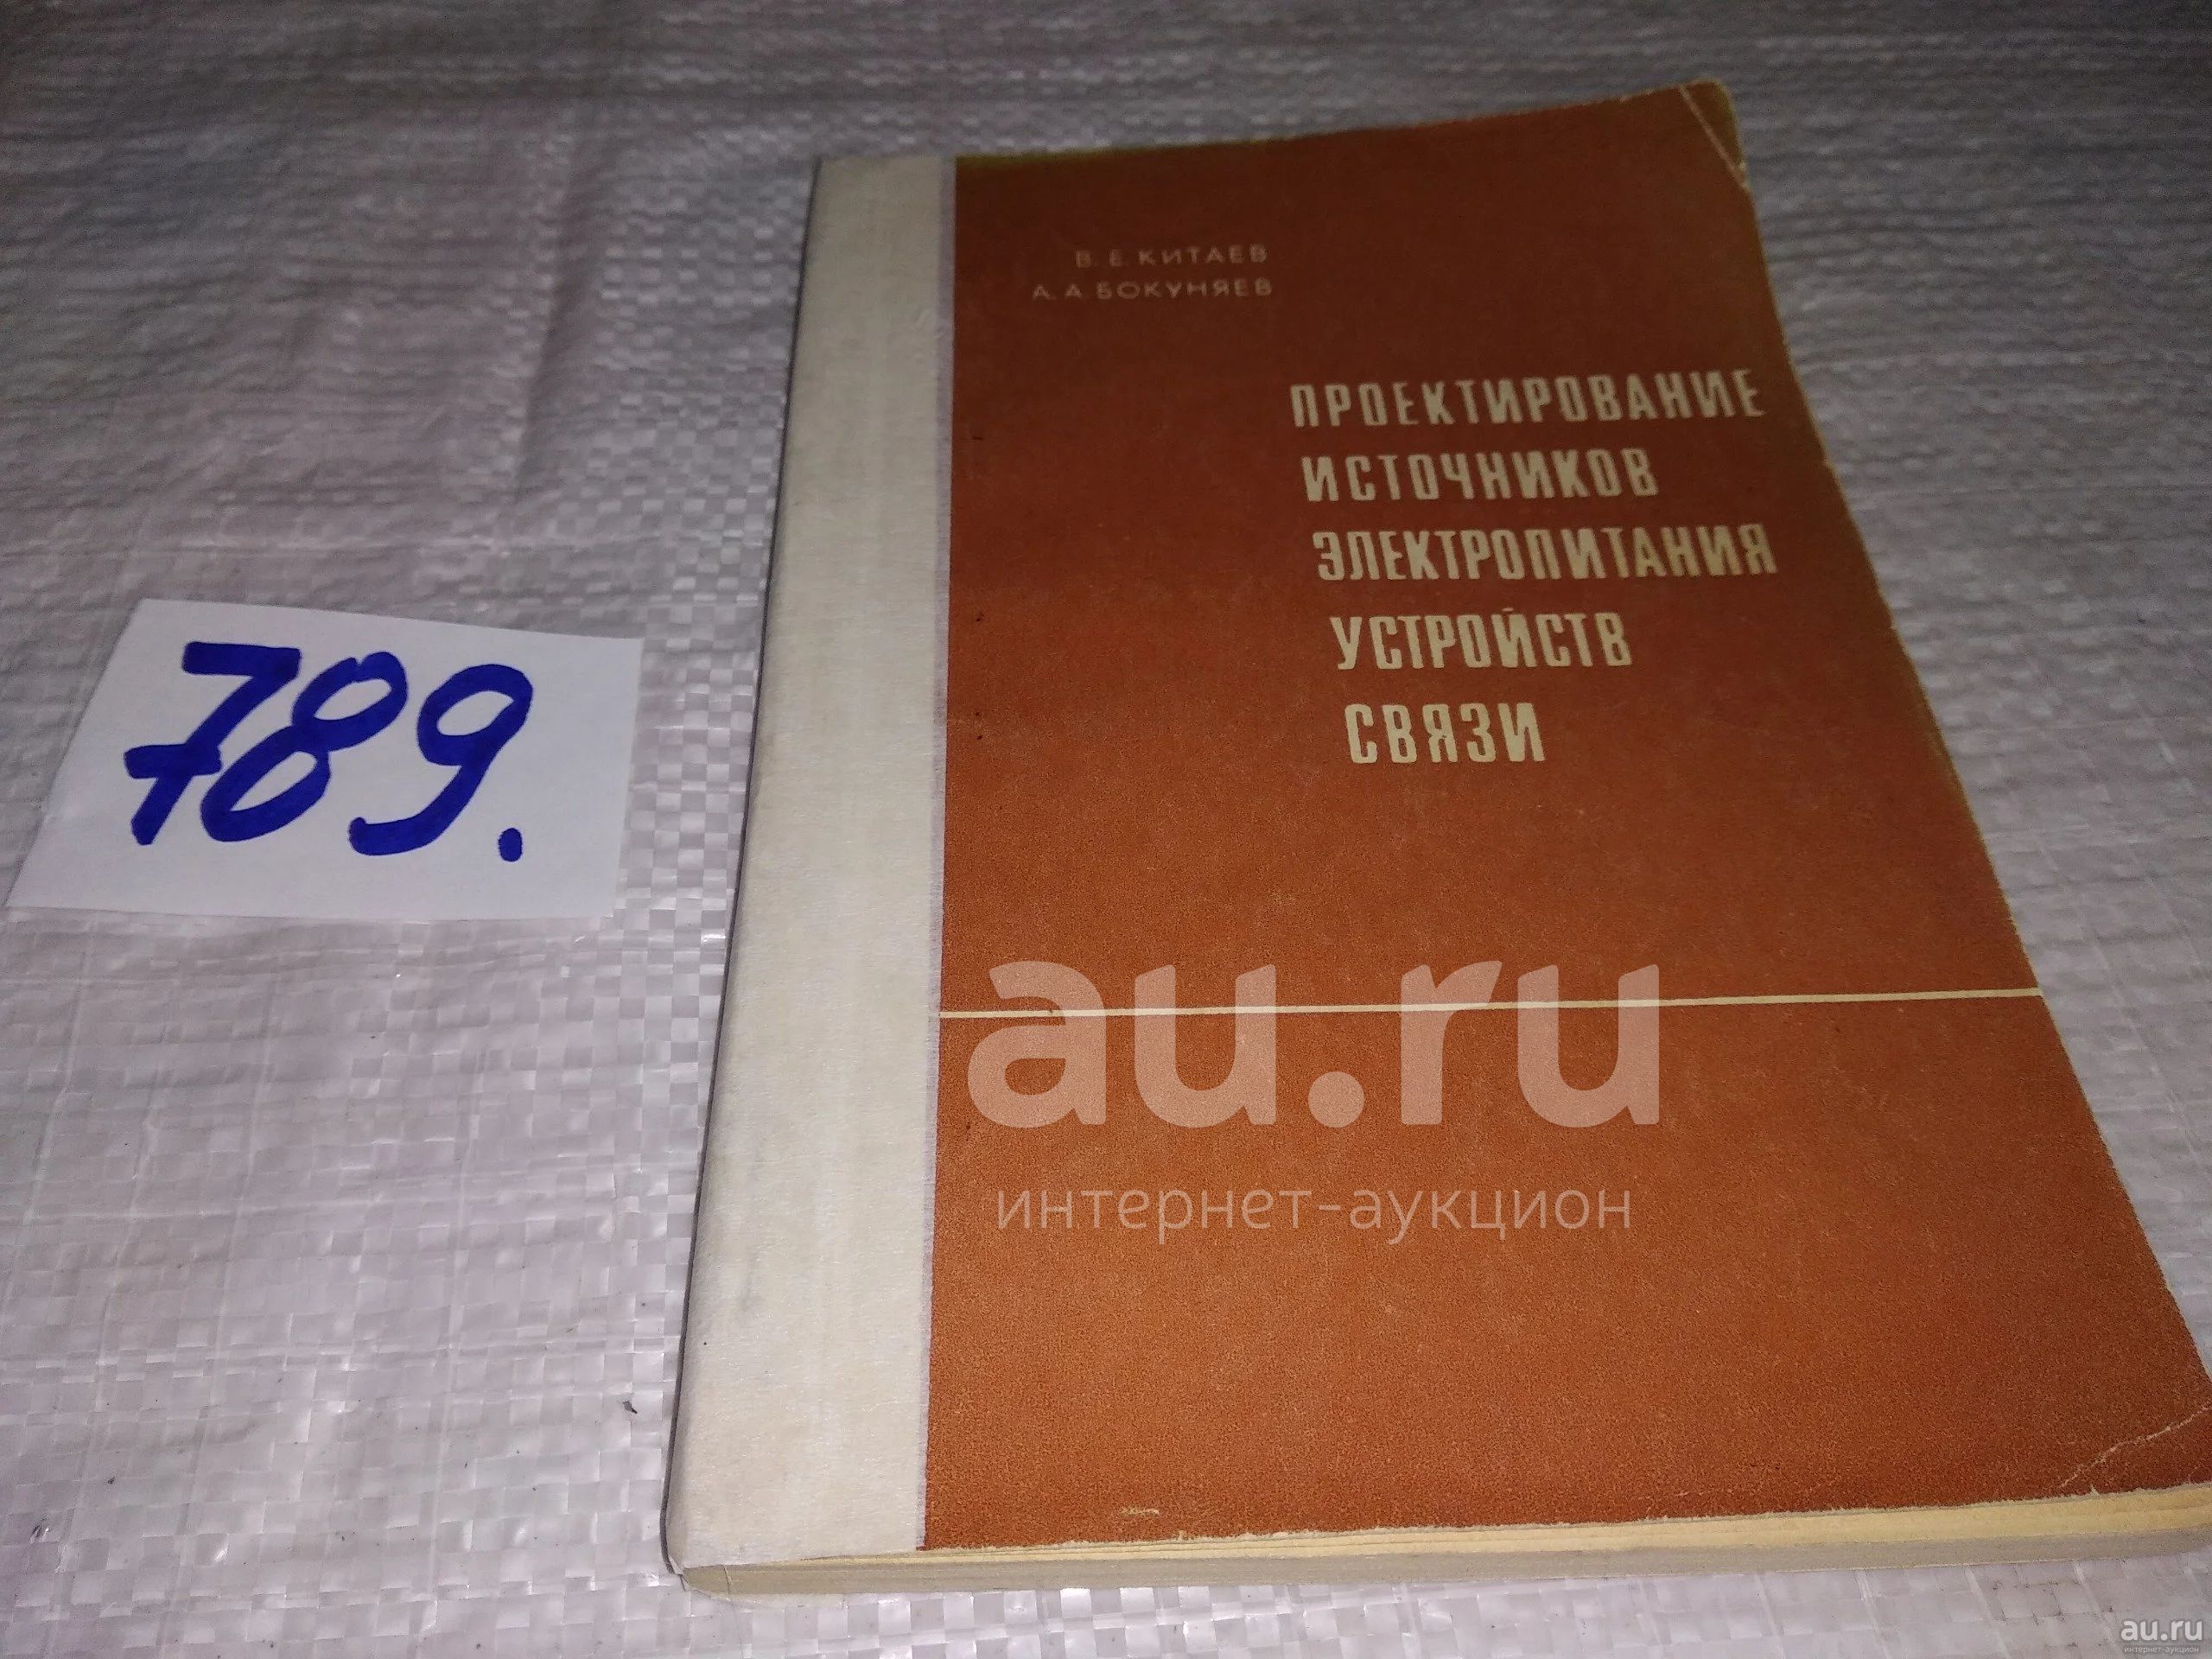 В. Е. КИТАЕВ
А. А. БОКУНЯЕВ
ПРОЕКТИРОВАНИЕ
ИСТОЧНИКОВ
ЭЛЕКТРОПИТАНИЯ
УСТРОЙСТВ
СВЯЗИ
789.
au.ru
интернет-аукцион
au.ru
интернет-аукцион